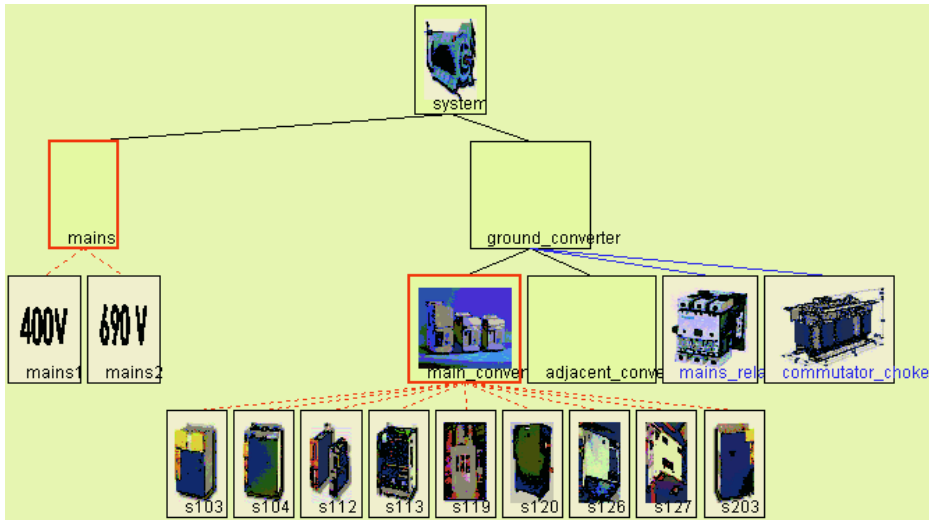 system
mains
ground_converter
400V
690 V
mains1
mains2
main_conver
adjacent_conve
mains_rela
commutator_choke
s103
s104
s112
s113
s119
s120
s126
s127
s203